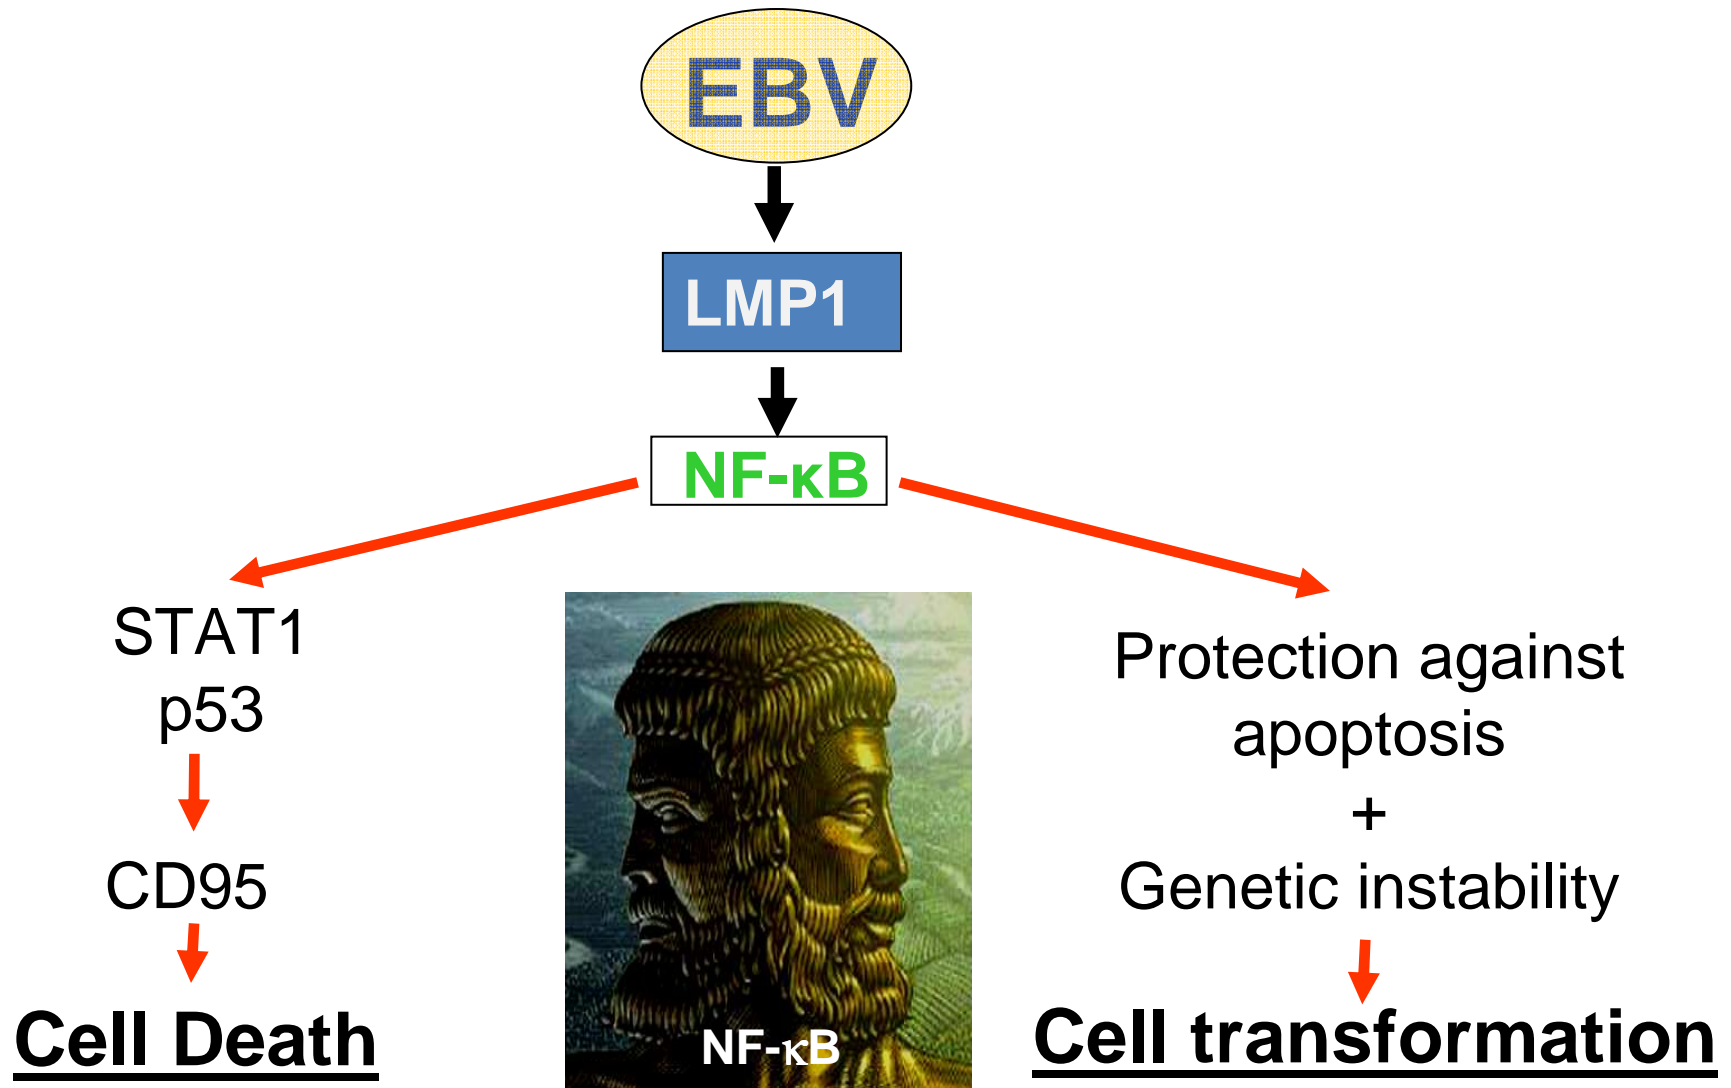 EBV
LMP1
NF-κB
STAT1
p53
CD95
Cell Death
NF-κB
Protection against
apoptosis
+
Genetic instability
Cell transformation